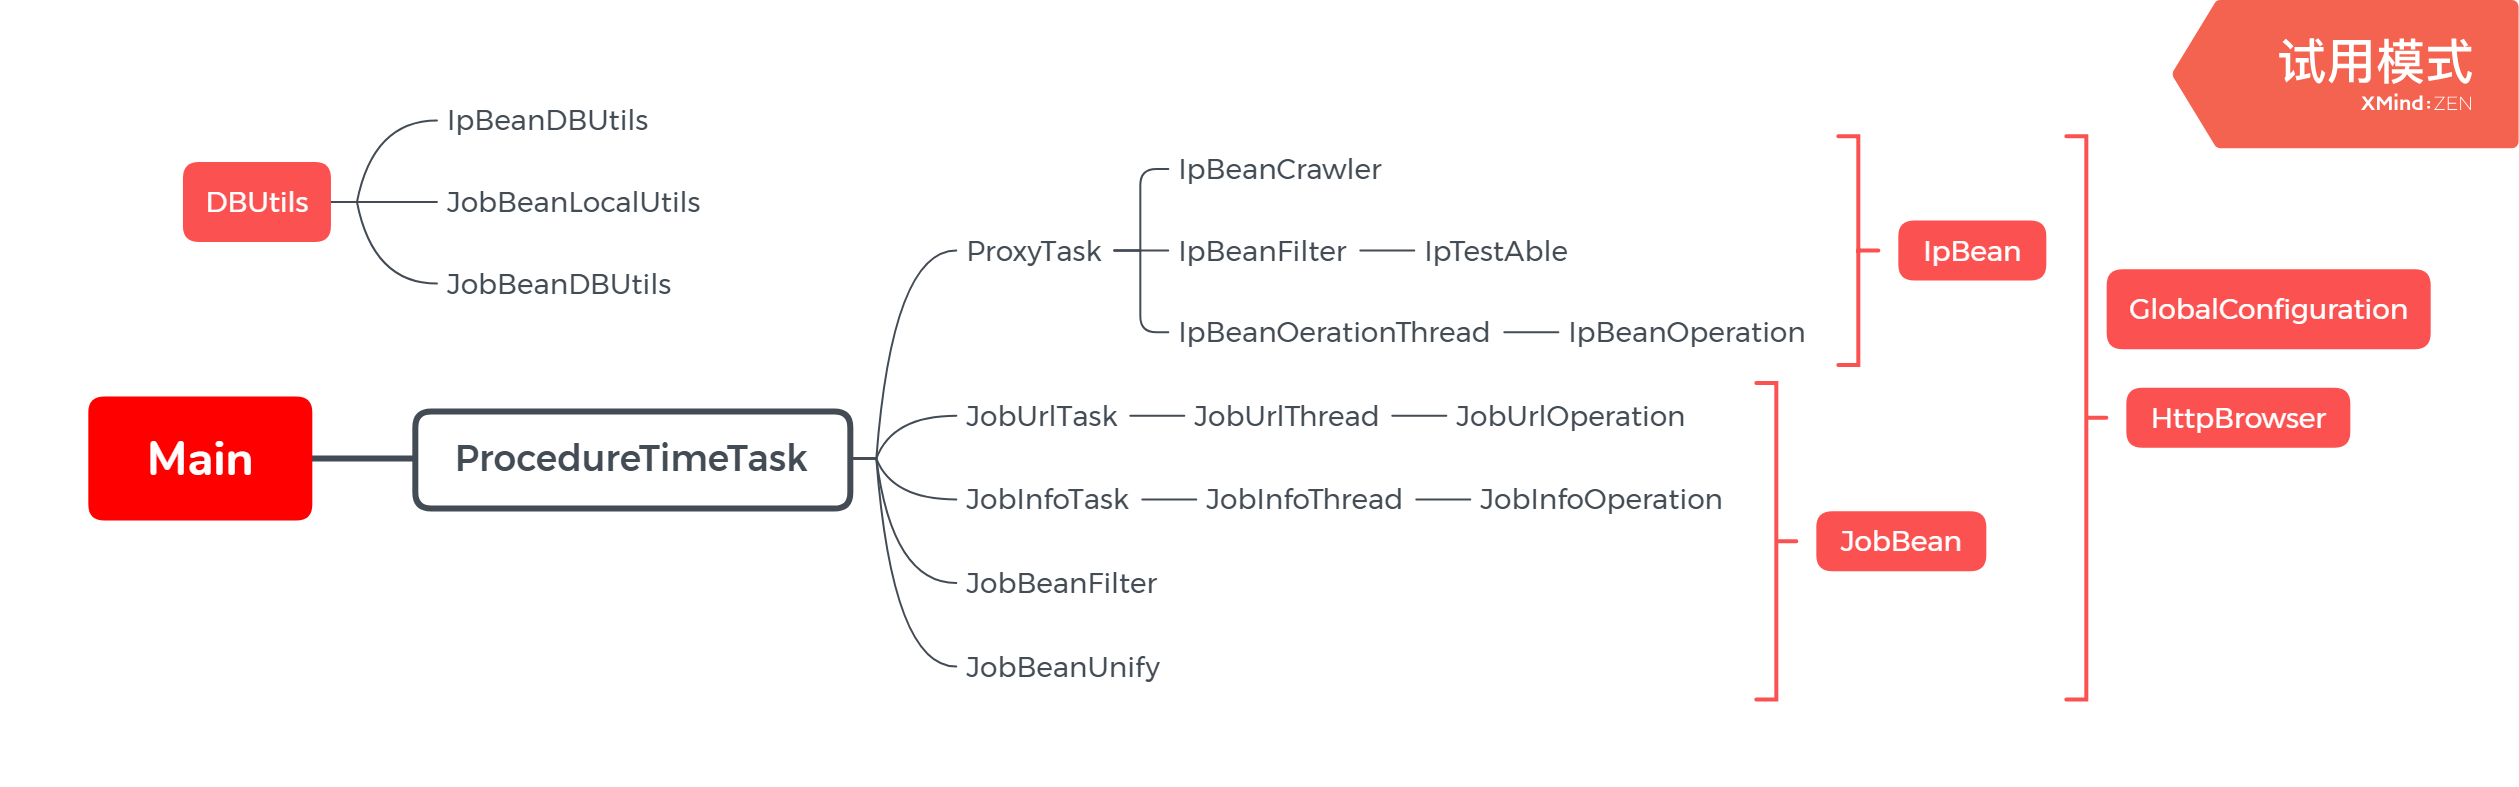 试用模式
XMind:ZEN
DBUtils
IpBeanDBUtils
JobBeanLocalUtils
JobBeanDBUtils
Main
ProcedureTimeTask
ProxyTask
IpBeanCrawler
IpBeanFilter
IpTestAble
IpBeanOerationThread
IpBeanOperation
JobUrlTask
JobUrlThread
JobUrlOperation
JobInfoTask
JobInfoThread
JobInfoOperation
JobBeanFilter
JobBeanUnify
IpBean
JobBean
GlobalConfiguration
HttpBrowser